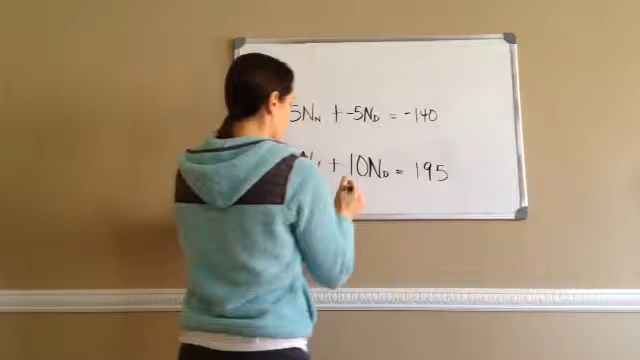 5Nₙ + -5N_D = -140
+ 10N_D = 195